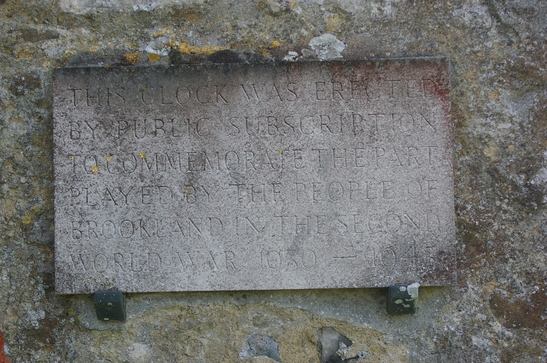 THIS CLOCK WAS ERECTED
BY PUBLIC SUBSCRIPTION
TO COMMEMORATE THE PART
PLAYED BY THE PEOPLE OF
BROOKLAND IN THE SECOND
WORLD WAR 1939 — 1945